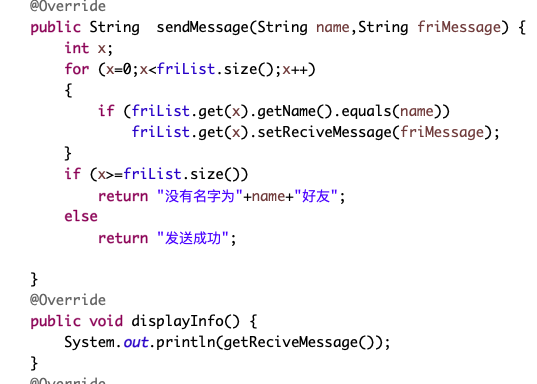 @Override
public String  sendMessage(String name,String friMessage) {
    int x;
    for (x=0;x<friList.size();x++)
    {
        if (friList.get(x).getName().equals(name))
            friList.get(x).setReciveMessage(friMessage);
    }
    if (x>=friList.size())
        return "没有名字为"+name+"好友";
    else
        return "发送成功";
}
@Override
public void displayInfo() {
    System.out.println(getReciveMessage());
}
@Override